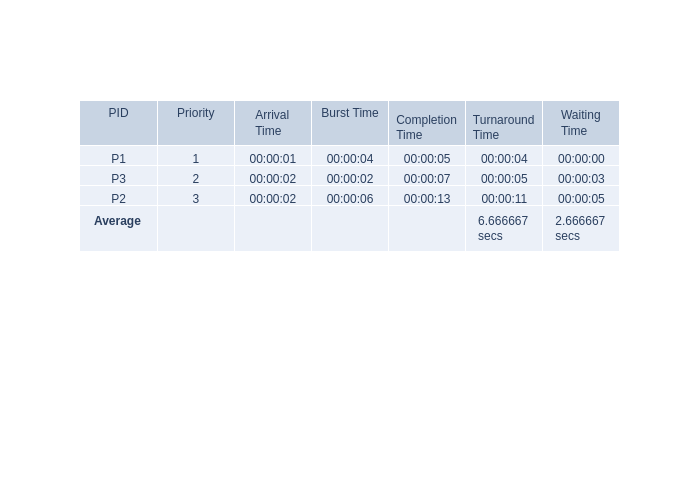 PID Priority Arrival Time Burst Time Completion Time Turnaround Time Waiting Time
P1 1 00:00:01 00:00:04 00:00:05 00:00:04 00:00:00
P3 2 00:00:02 00:00:02 00:00:07 00:00:05 00:00:03
P2 3 00:00:02 00:00:06 00:00:13 00:00:11 00:00:05
Average 6.666667 secs 2.666667 secs